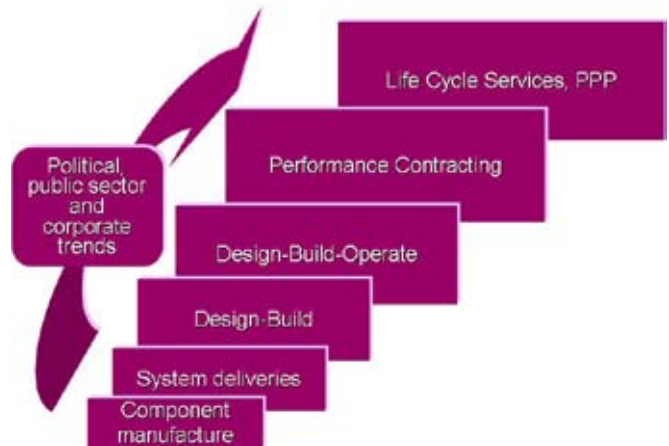 Life Cycle Services, PPP
Performance Contracting
Political,
public sector
and
corporate
trends
Design-Build-Operate
Design-Build
System deliveries
Component
manufacture